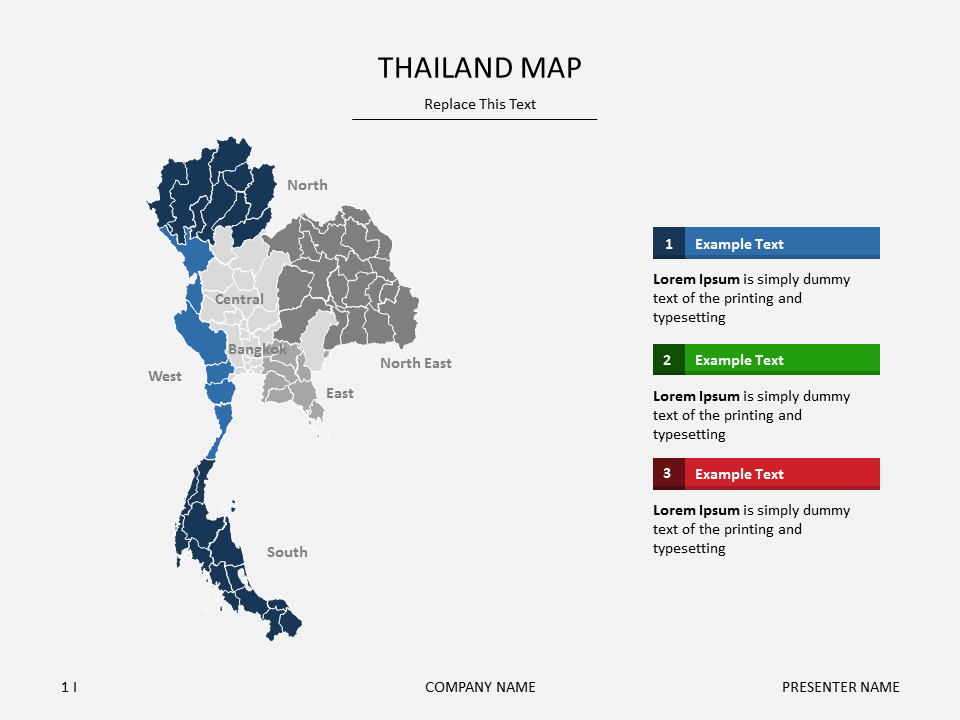 THAILAND MAP
Replace This Text
North
Central
Bangkok
North East
West
East
South
1 Example Text
Lorem Ipsum is simply dummy
text of the printing and
typesetting
2 Example Text
Lorem Ipsum is simply dummy
text of the printing and
typesetting
3 Example Text
Lorem Ipsum is simply dummy
text of the printing and
typesetting
1 I
COMPANY NAME
PRESENTER NAME